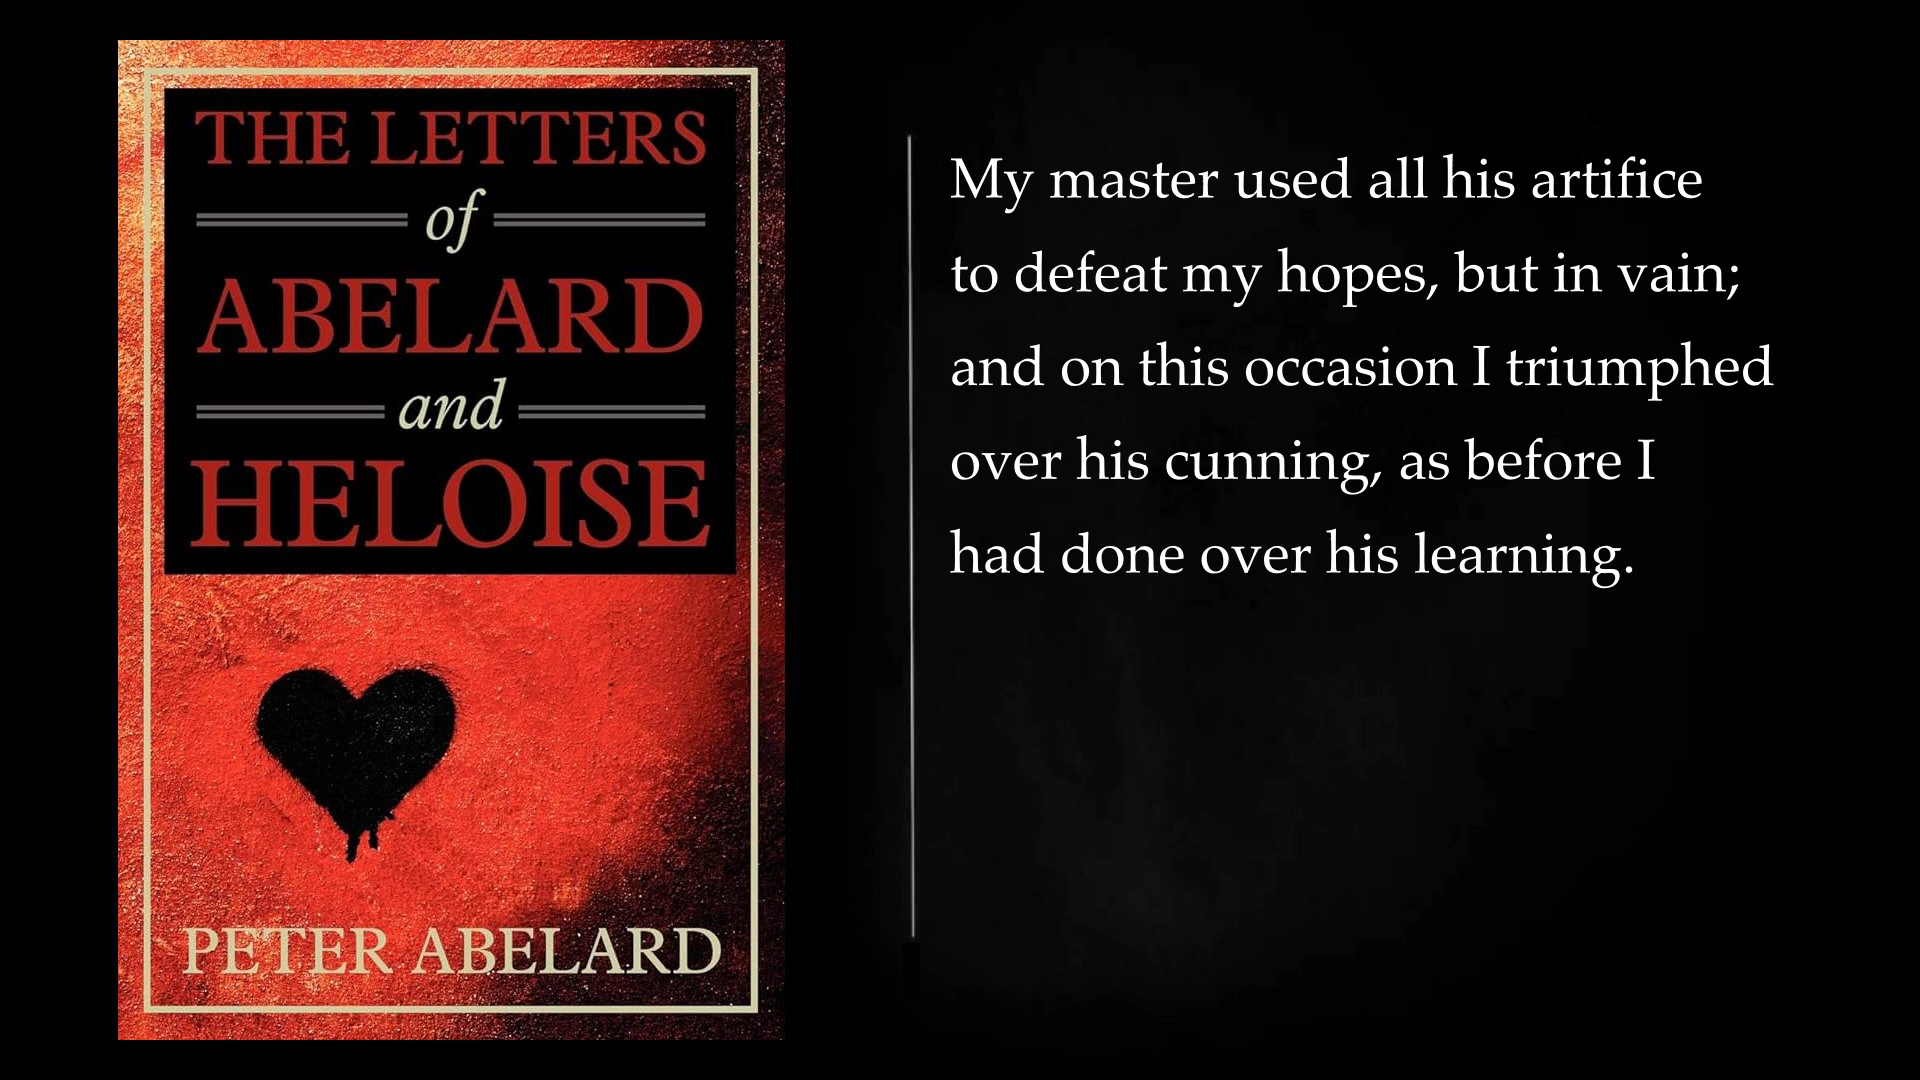 THE LETTERS
of
ABELARD
and
HELOISE
PETER ABELARD
My master used all his artifice
to defeat my hopes, but in vain;
and on this occasion I triumphed
over his cunning, as before I
had done over his learning.